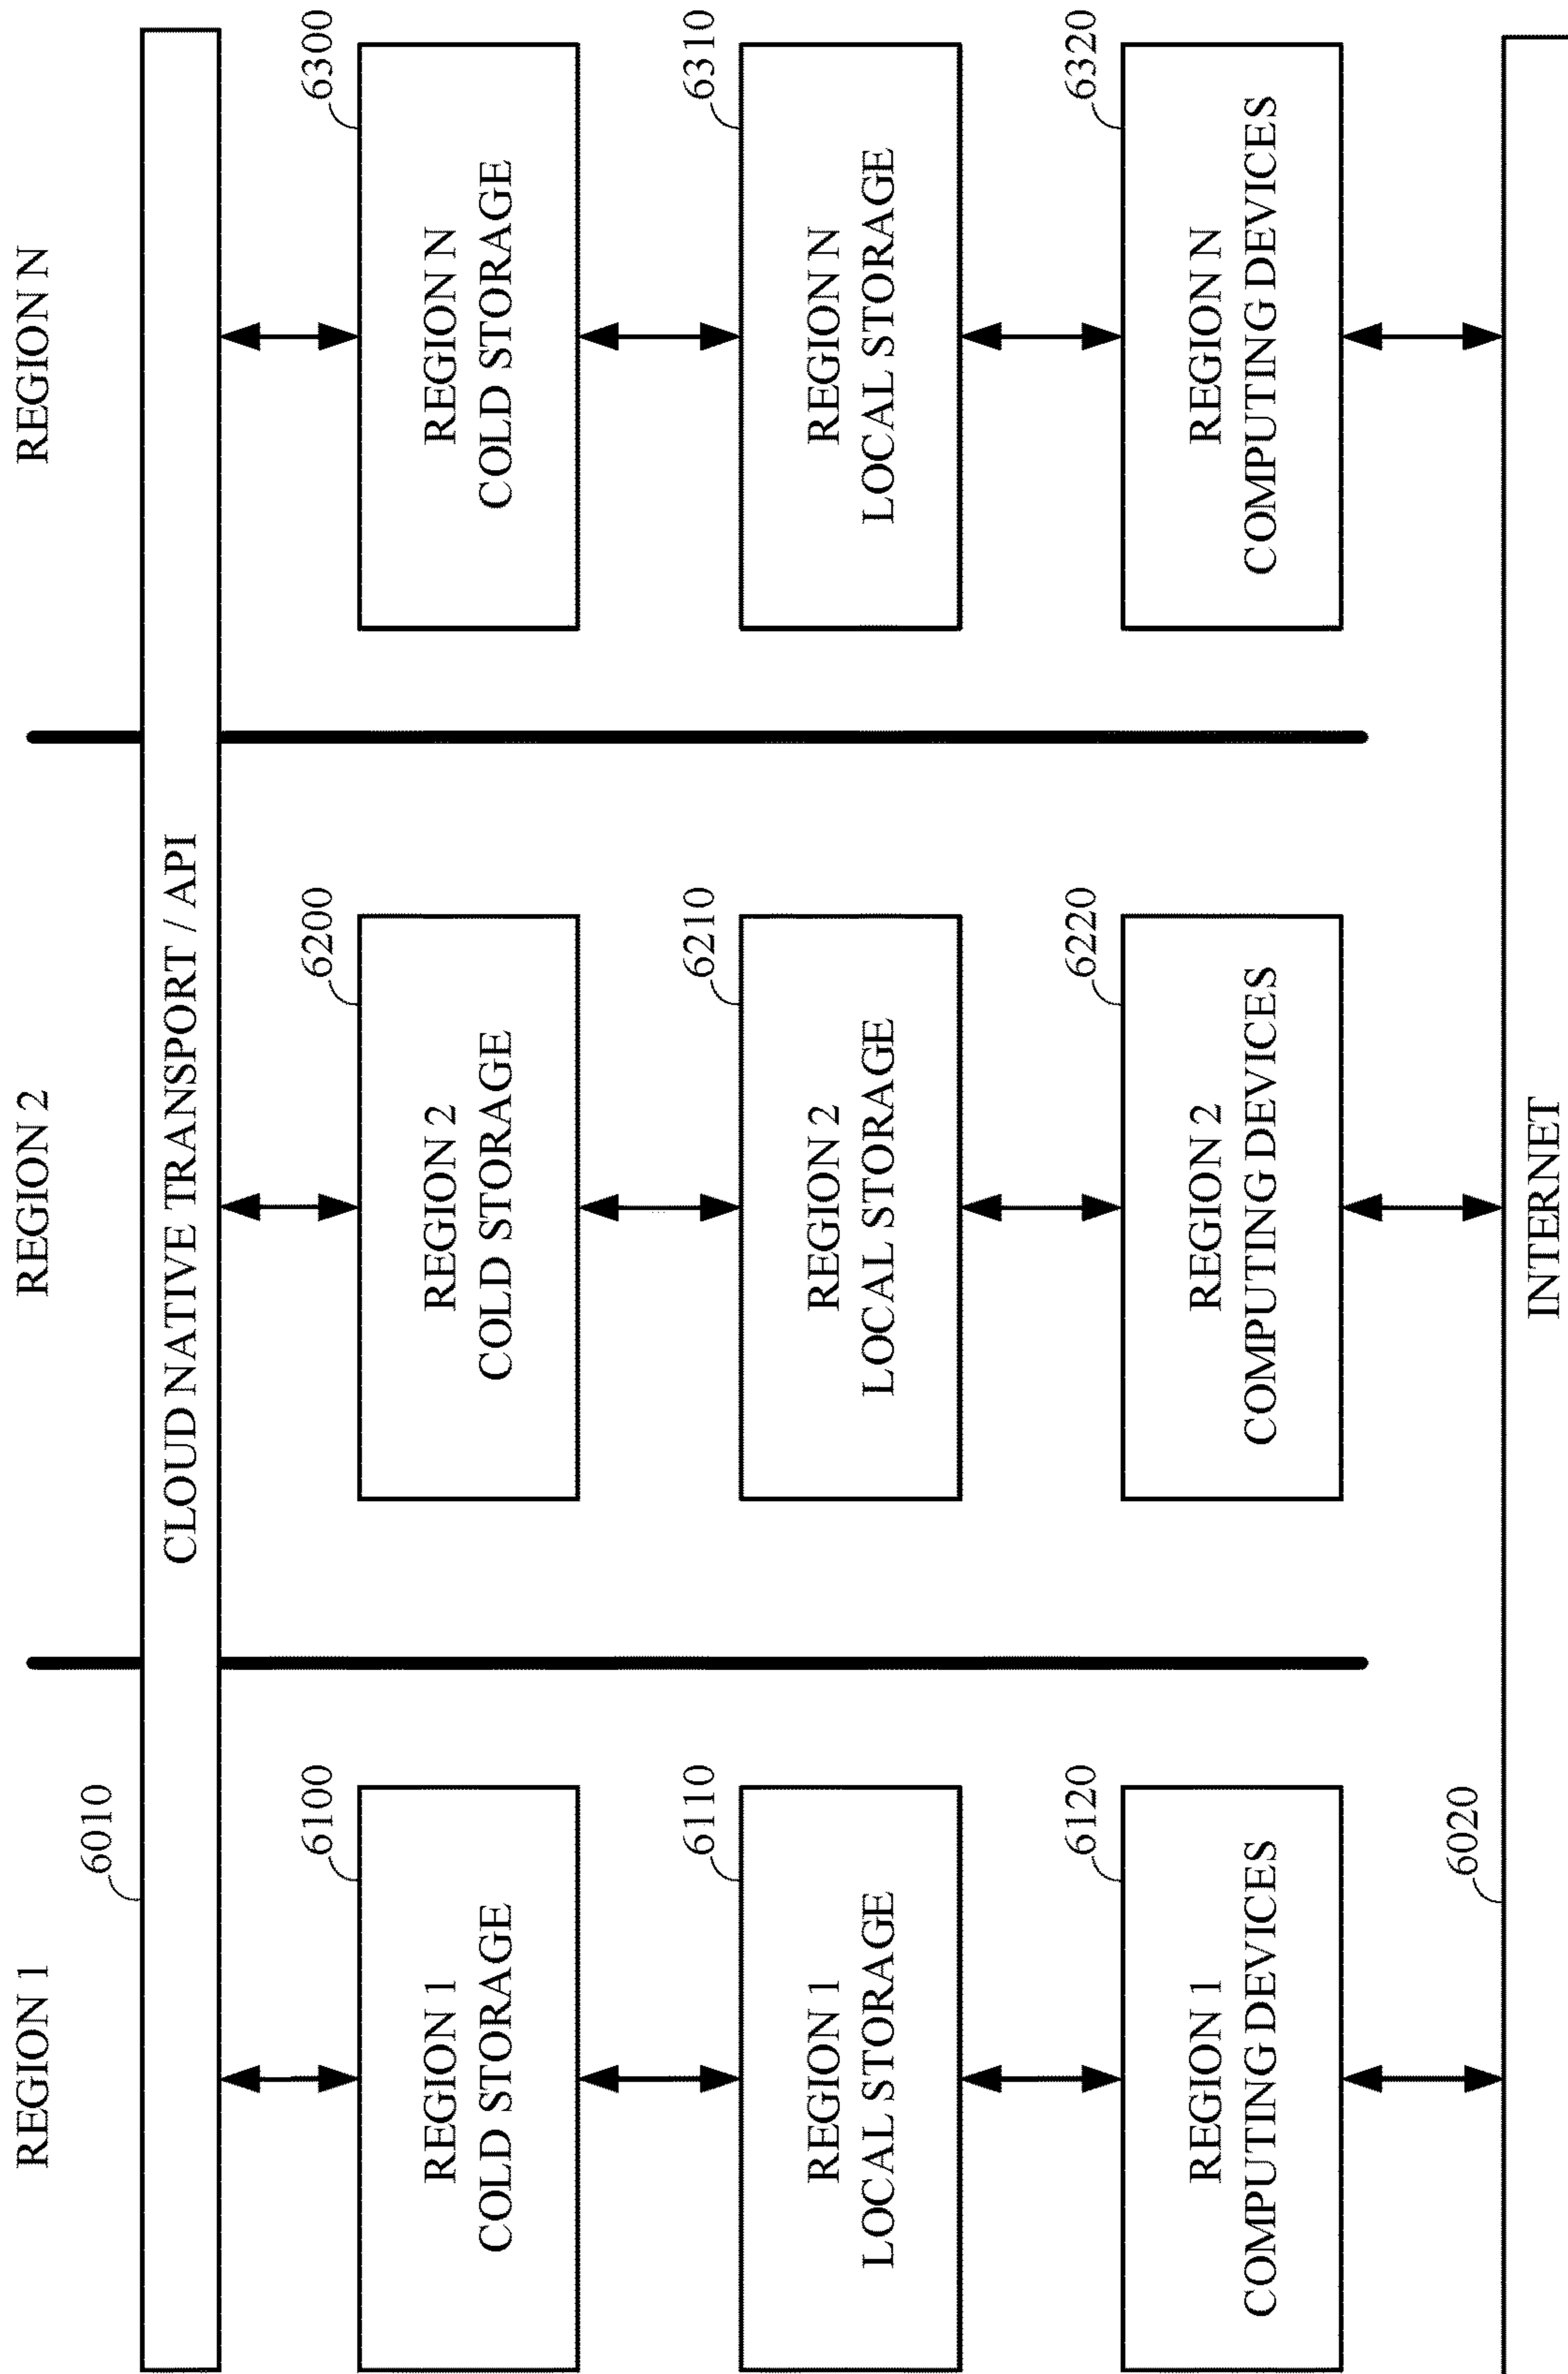 REGION 1
REGION 2
REGION N
6010
CLOUD NATIVE TRANSPORT / API
6100
6200
6300
REGION 1
COLD STORAGE
REGION 2
COLD STORAGE
REGION N
COLD STORAGE
6110
6210
6310
REGION 1
LOCAL STORAGE
REGION 2
LOCAL STORAGE
REGION N
LOCAL STORAGE
6120
6220
6320
REGION 1
COMPUTING DEVICES
REGION 2
COMPUTING DEVICES
REGION N
COMPUTING DEVICES
6020
INTERNET